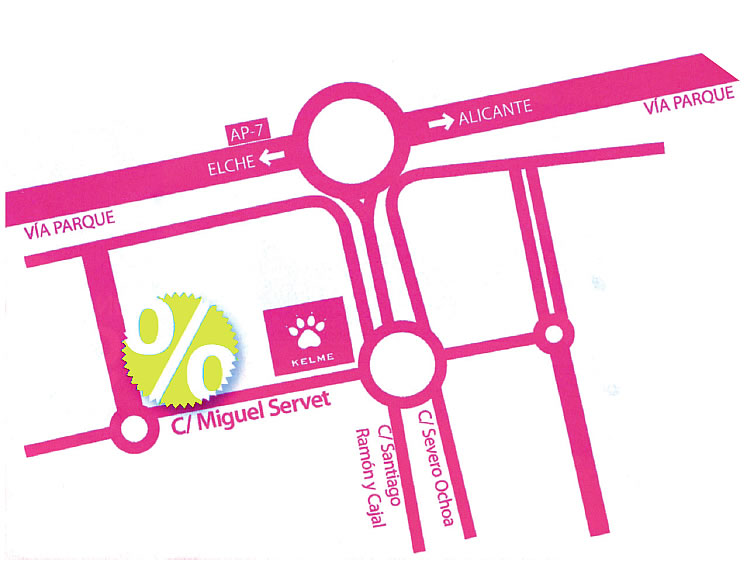 ALICANTE
VÍA PARQUE
AP-7
ELCHE
VÍA PARQUE
%
KELME
C/ Miguel Servet
C/ Santiago
Ramón y Cajal
C/ Severo Ochoa